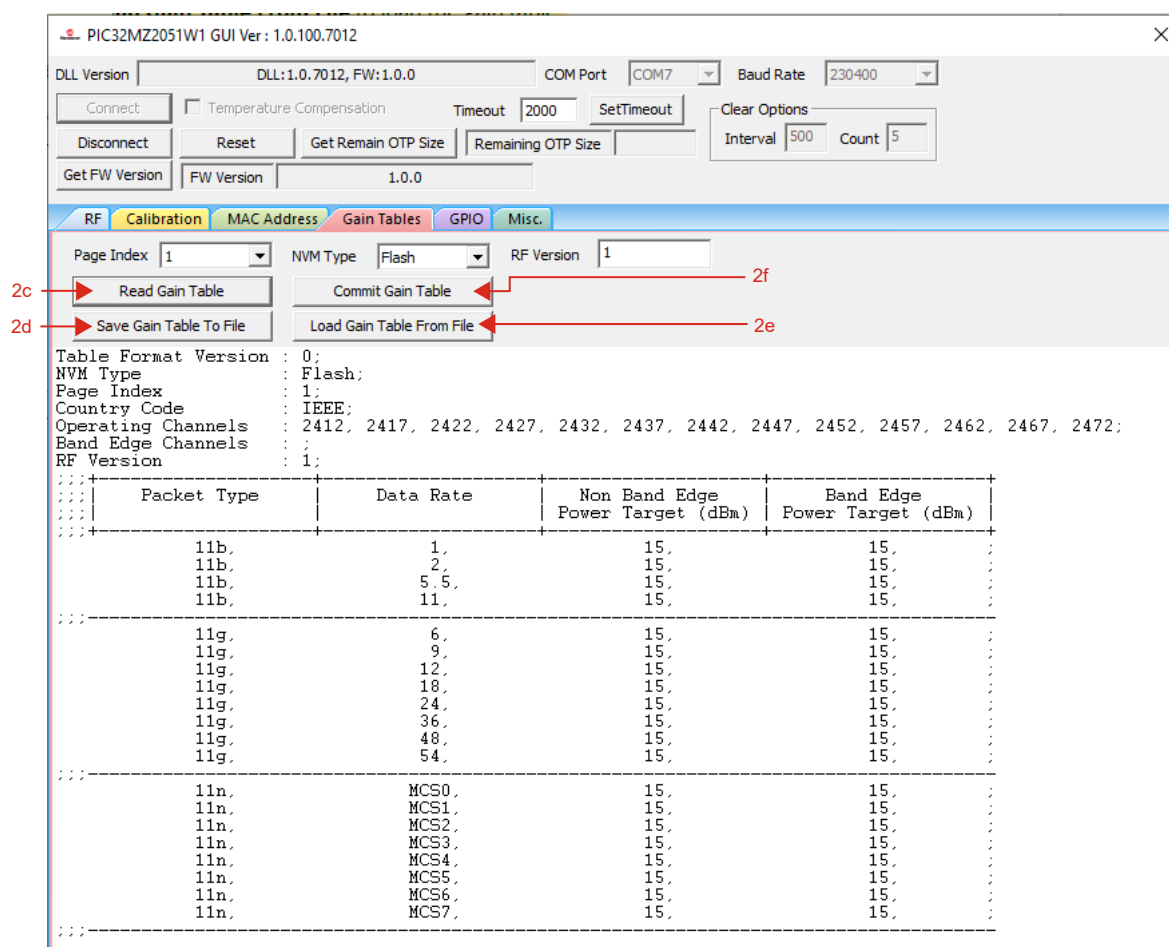 PIC32MZ2051W1 GUI Ver : 1.0.100.7012
DLL Version DLL:1.0.7012, FW:1.0.0 COM Port COM7 Baud Rate 230400
Connect Temperature Compensation Timeout 2000 SetTimeout Clear Options
Disconnect Reset Get Remain OTP Size Remaining OTP Size Interval 500 Count 5
Get FW Version FW Version 1.0.0
RF Calibration MAC Address Gain Tables GPIO Misc.
Page Index 1 NVM Type Flash RF Version 1
2c Read Gain Table Commit Gain Table 2f
2d Save Gain Table To File Load Gain Table From File 2e
Table Format Version : 0;
NVM Type : Flash;
Page Index : 1;
Country Code : IEEE;
Operating Channels : 2412, 2417, 2422, 2427, 2432, 2437, 2442, 2447, 2452, 2457, 2462, 2467, 2472;
Band Edge Channels : ;
RF Version : 1;
;;;+--------------------+--------------------+--------------------+--------------------+
;;;| Packet Type | Data Rate | Non Band Edge | Band Edge |
;;;| | | Power Target (dBm) | Power Target (dBm) |
;;;+--------------------+--------------------+--------------------+--------------------+
11b, 1, 15, 15, ;
11b, 2, 15, 15, ;
11b, 5.5, 15, 15, ;
11b, 11, 15, 15, ;
;;;------------------------------------------------------------------------------------
11g, 6, 15, 15, ;
11g, 9, 15, 15, ;
11g, 12, 15, 15, ;
11g, 18, 15, 15, ;
11g, 24, 15, 15, ;
11g, 36, 15, 15, ;
11g, 48, 15, 15, ;
11g, 54, 15, 15, ;
;;;------------------------------------------------------------------------------------
11n, MCS0, 15, 15, ;
11n, MCS1, 15, 15, ;
11n, MCS2, 15, 15, ;
11n, MCS3, 15, 15, ;
11n, MCS4, 15, 15, ;
11n, MCS5, 15, 15, ;
11n, MCS6, 15, 15, ;
11n, MCS7, 15, 15, ;
;;;------------------------------------------------------------------------------------